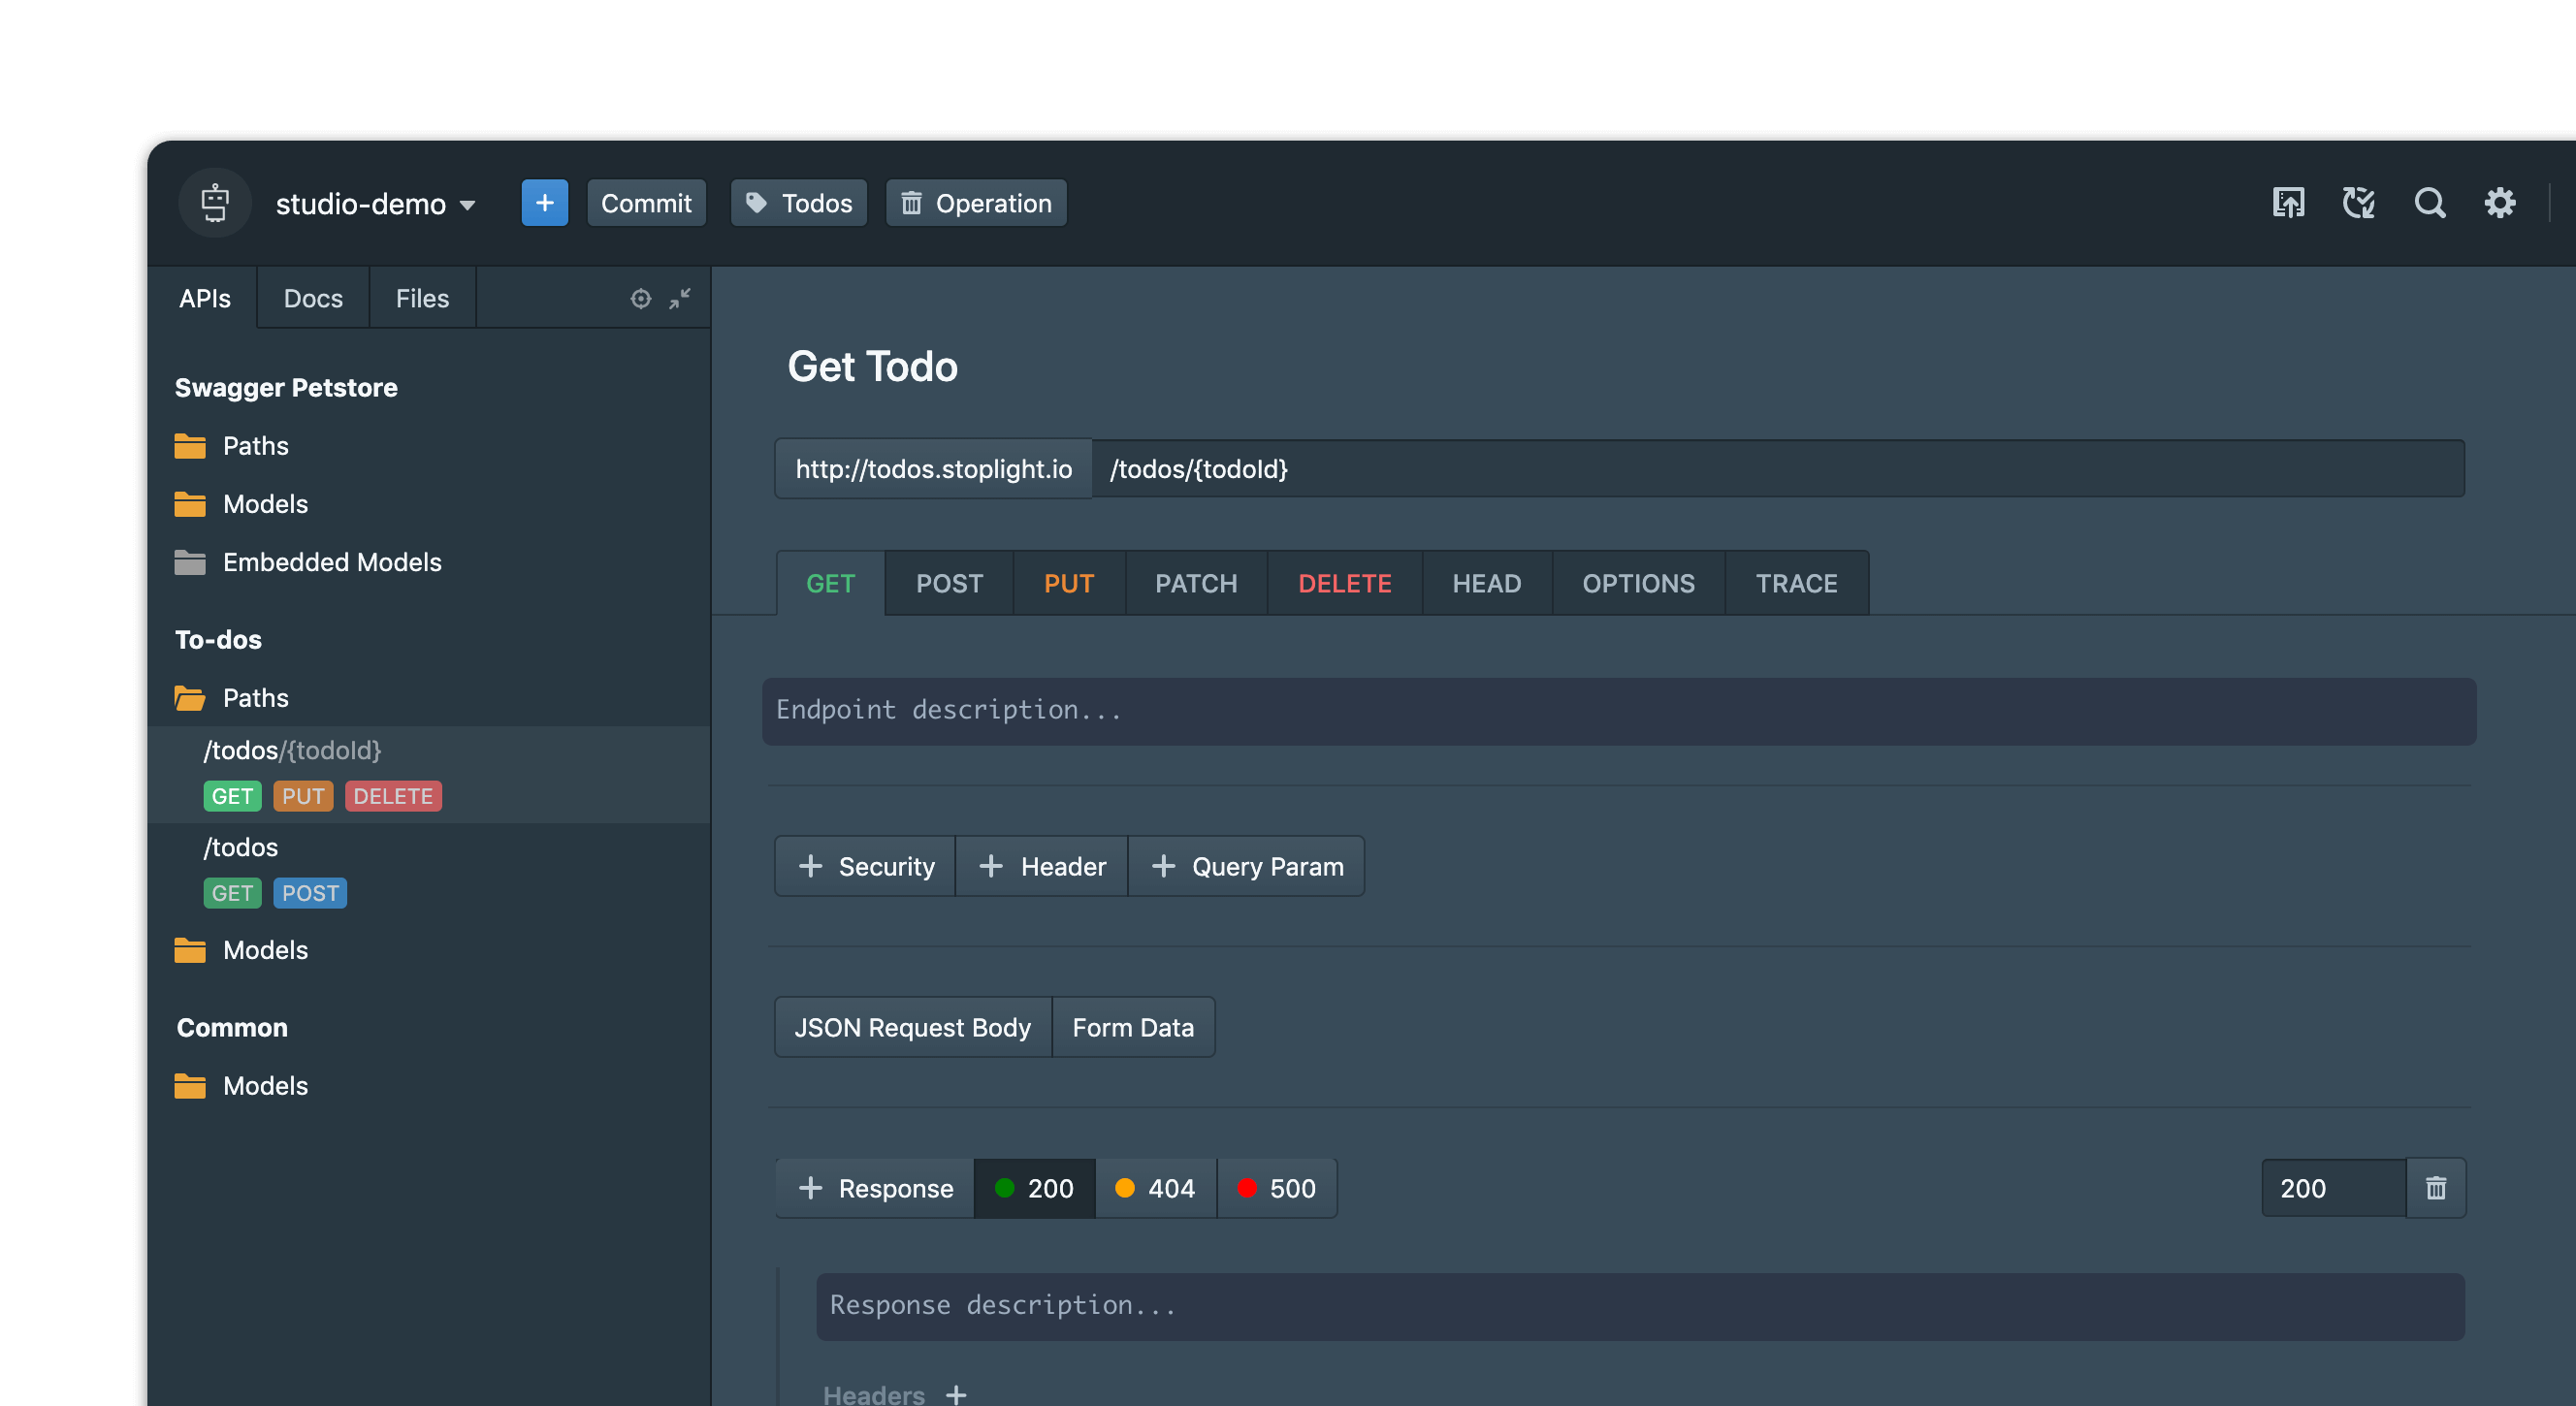 studio-demo
+ Commit Todos Operation
APIs Docs Files
Swagger Petstore
Paths
Models
Embedded Models
To-dos
Paths
/todos/{todoId}
GET PUT DELETE
/todos
GET POST
Models
Common
Models
Get Todo
http://todos.stoplight.io /todos/{todoId}
GET POST PUT PATCH DELETE HEAD OPTIONS TRACE
Endpoint description...
+ Security + Header + Query Param
JSON Request Body Form Data
+ Response 200 404 500 200
Response description...
Headers +